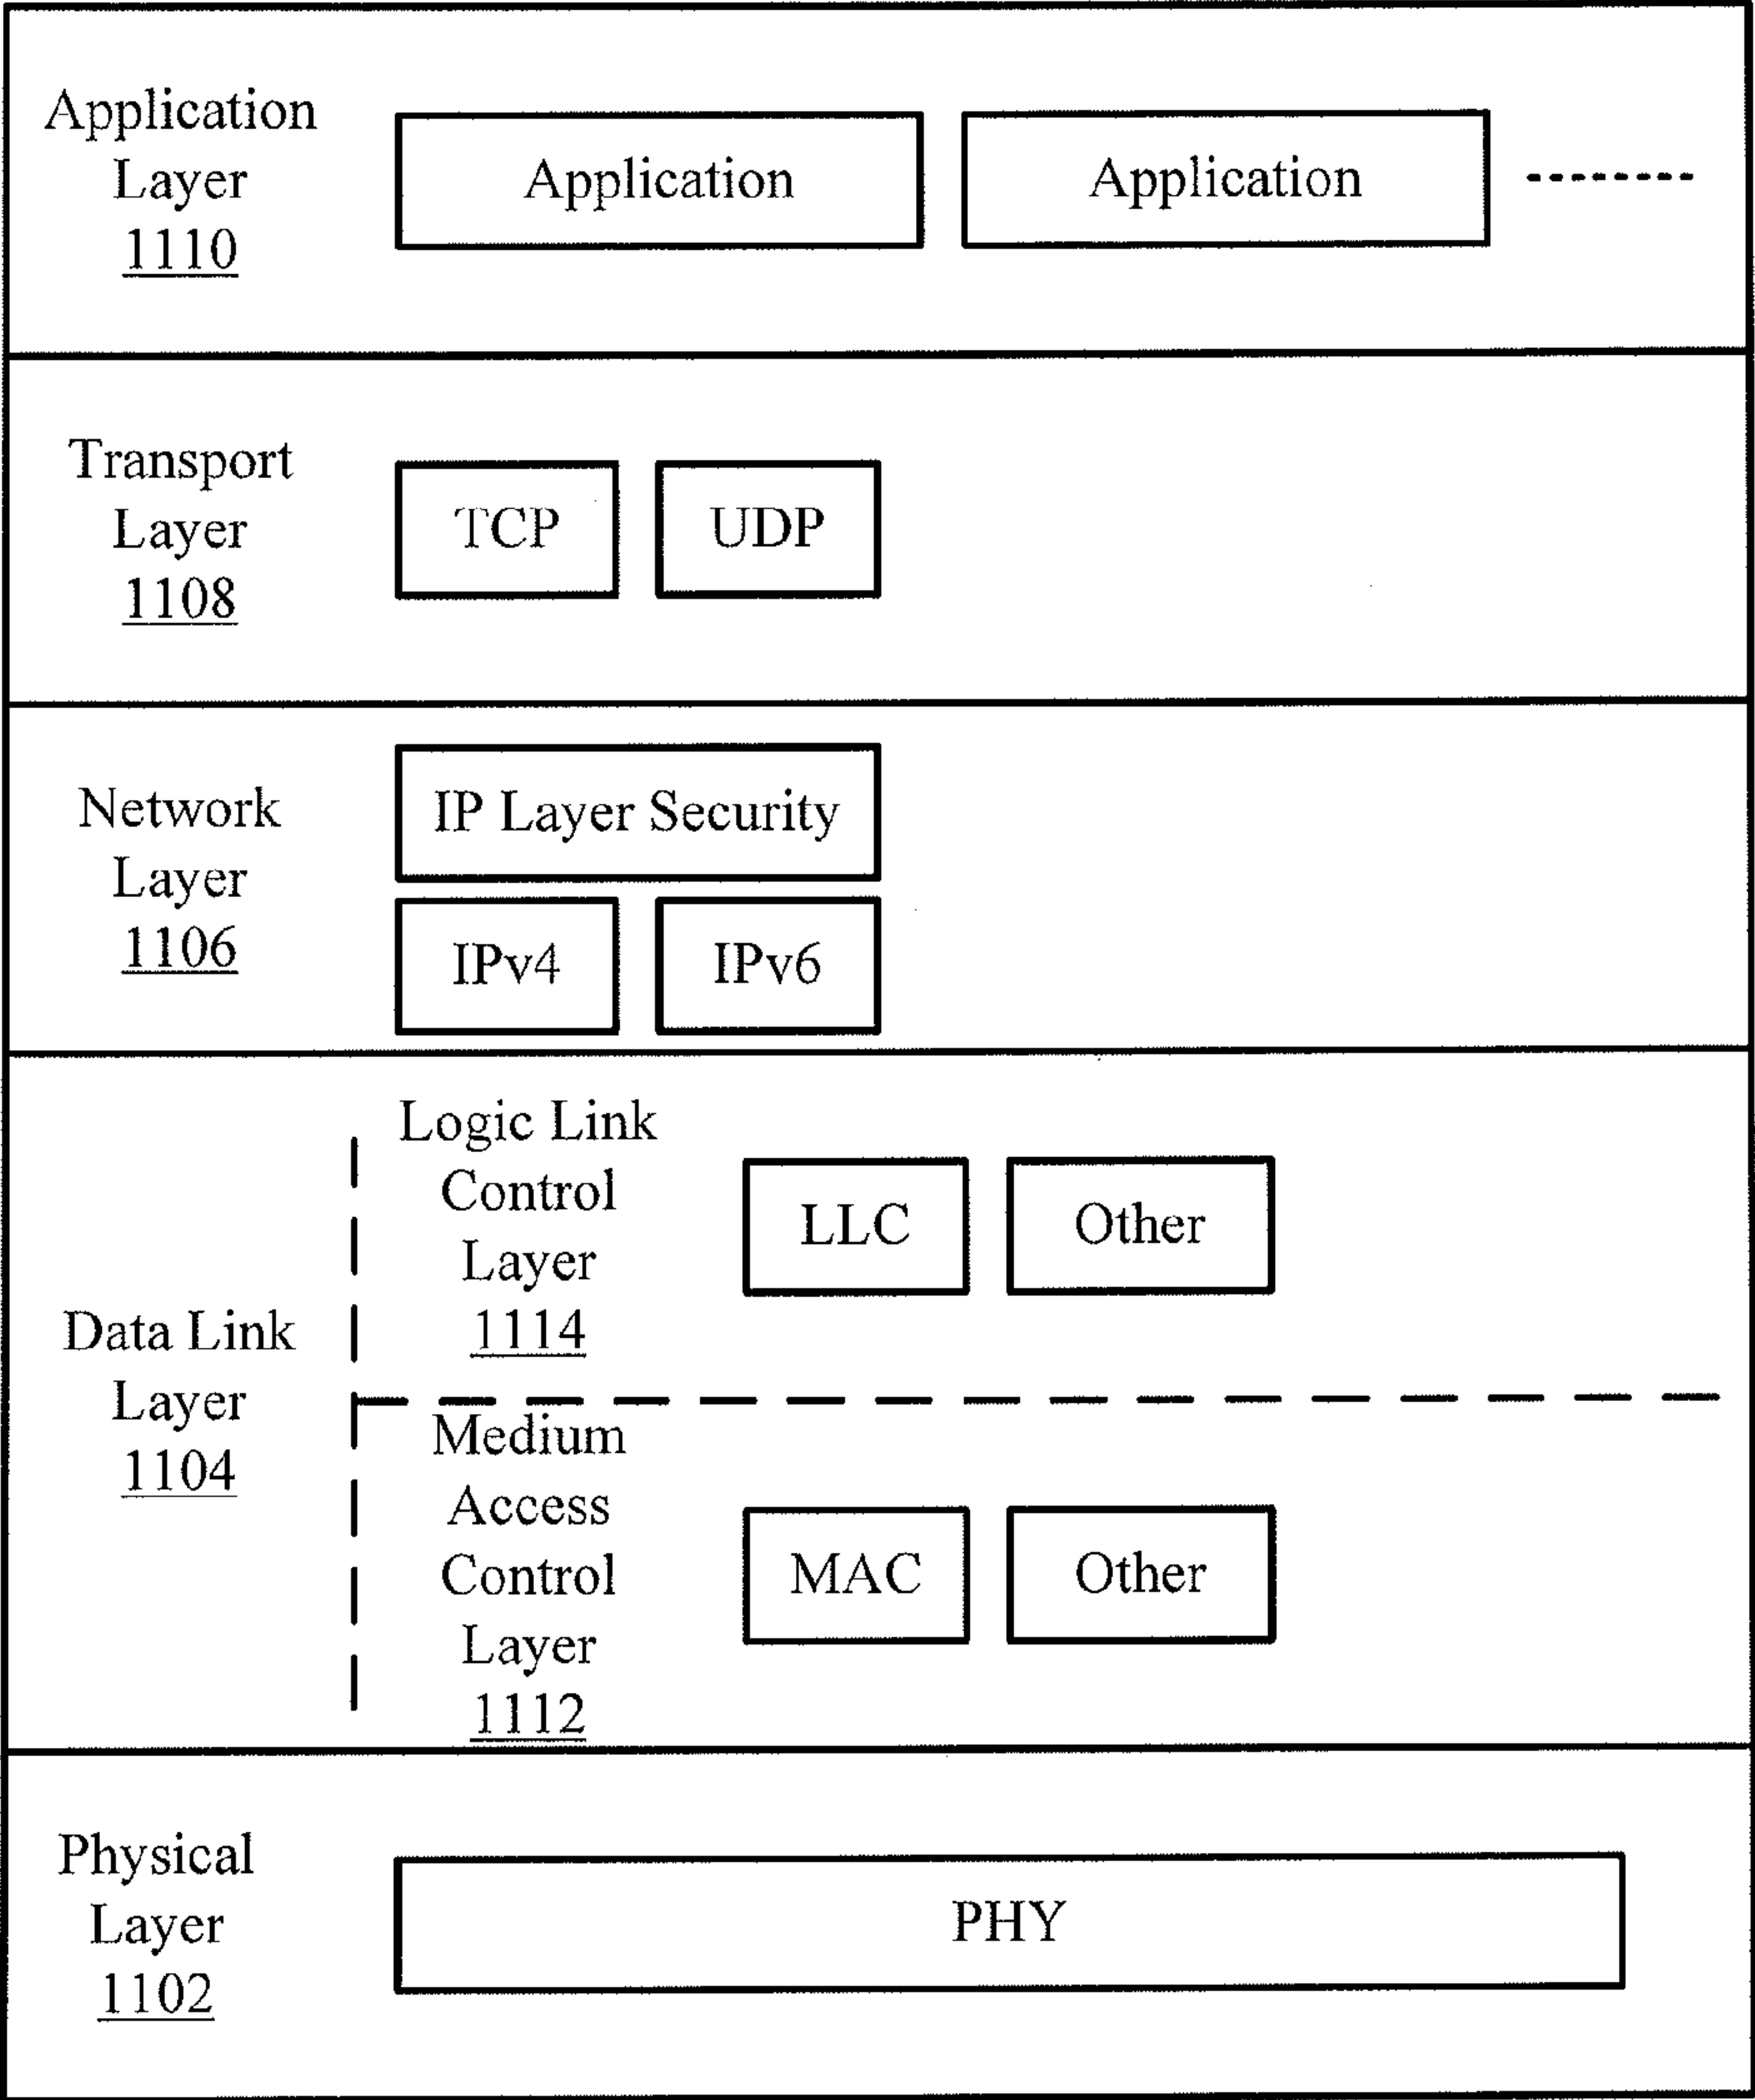 Application
Layer
1110
Application
Application
Transport
Layer
1108
TCP
UDP
Network
Layer
1106
IP Layer Security
IPv4
IPv6
Data Link
Layer
1104
Logic Link
Control
Layer
1114
LLC
Other
Medium
Access
Control
Layer
1112
MAC
Other
Physical
Layer
1102
PHY